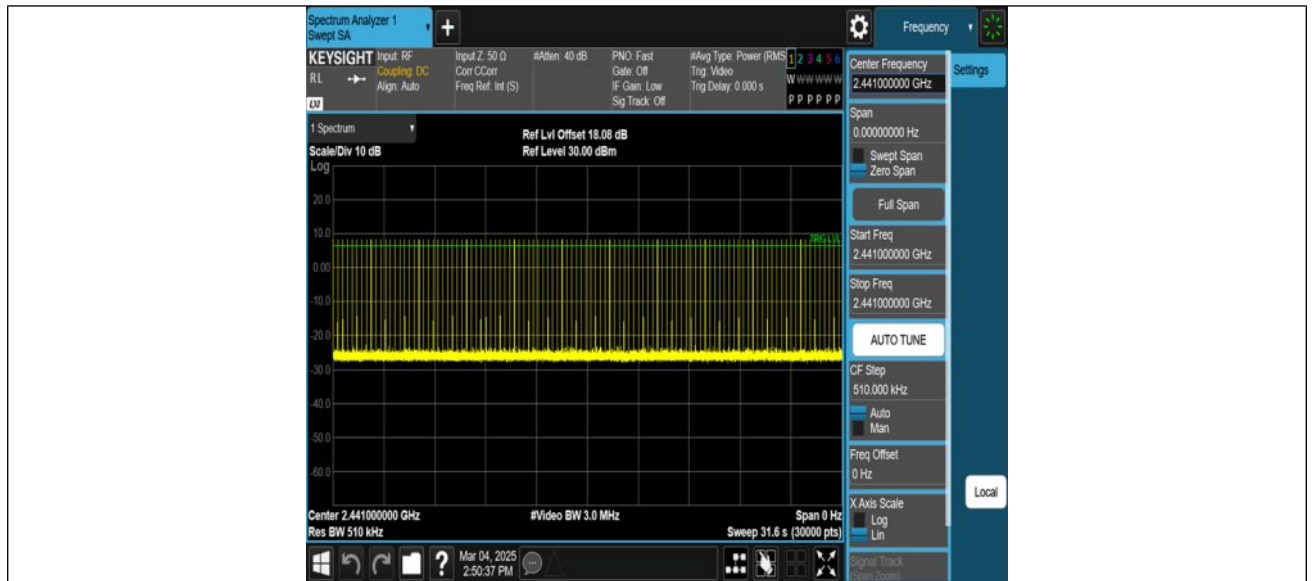 Spectrum Analyzer 1
Swept SA
+
Frequency
KEYSIGHT
RL
LXI
Input: RF
Coupling: DC
Align: Auto
Input Z: 50 Ω
Corr CCorr
Freq Ref: Int (S)
#Atten: 40 dB
PNO: Fast
Gate: Off
IF Gain: Low
Sig Track: Off
#Avg Type: Power (RMS
Trig: Video
Trig Delay: 0.000 s
1 2 3 4 5 6
W W W W W W
P P P P P P
1 Spectrum
Scale/Div 10 dB
Log
Ref Lvl Offset 18.08 dB
Ref Level 30.00 dBm
20.0
10.0
0.00
-10.0
-20.0
-30.0
-40.0
-50.0
-60.0
TRIG LVL
Center 2.441000000 GHz
Res BW 510 kHz
#Video BW 3.0 MHz
Span 0 Hz
Sweep 31.6 s (30000 pts)
Center Frequency
2.441000000 GHz
Settings
Span
0.00000000 Hz
Swept Span
Zero Span
Full Span
Start Freq
2.441000000 GHz
Stop Freq
2.441000000 GHz
AUTO TUNE
CF Step
510.000 kHz
Auto
Man
Freq Offset
0 Hz
X Axis Scale
Log
Lin
Local
Signal Track
(Span Zoom)
?
Mar 04, 2025
2:50:37 PM